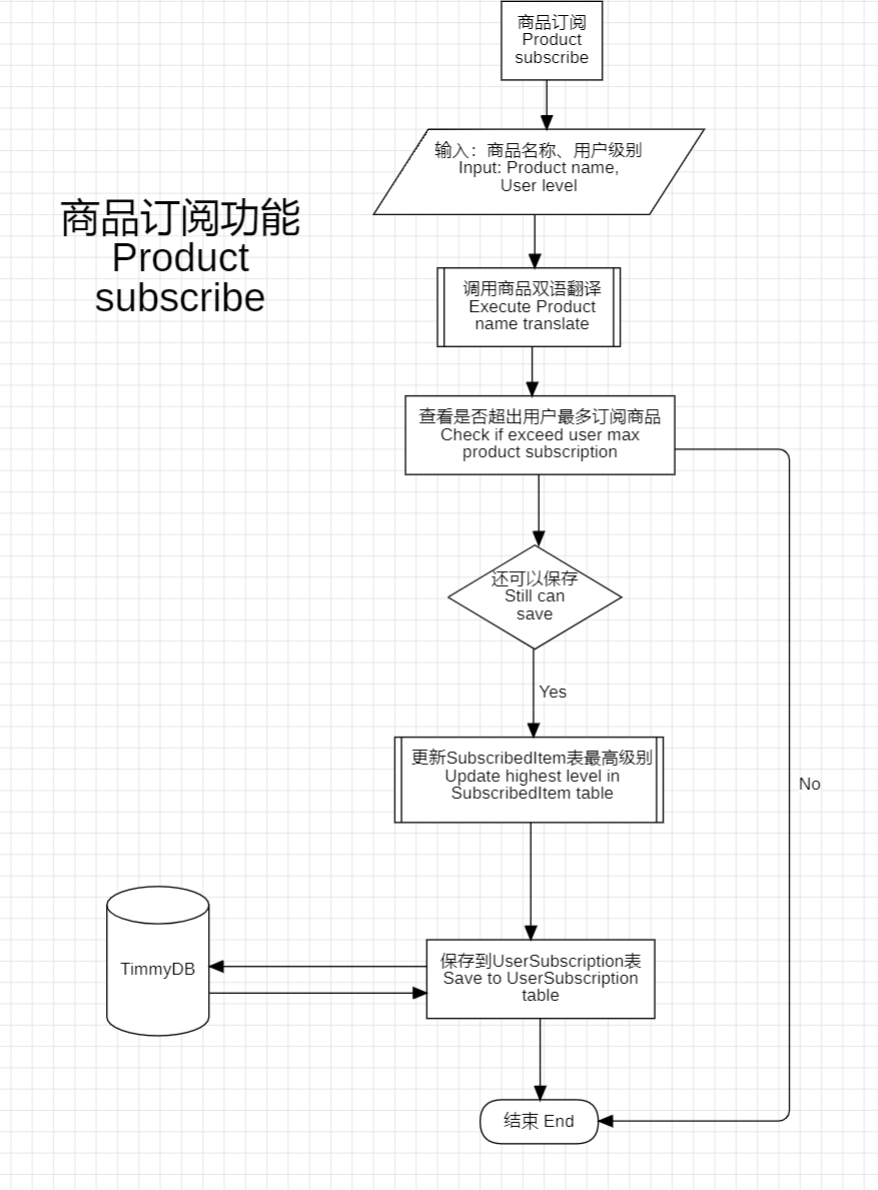 商品订阅
Product
subscribe
输入：商品名称、用户级别
Input: Product name,
User level
商品订阅功能
Product
subscribe
调用商品双语翻译
Execute Product
name translate
查看是否超出用户最多订阅商品
Check if exceed user max
product subscription
还可以保存
Still can
save
Yes
更新SubscribedItem表最高级别
Update highest level in
SubscribedItem table
No
TimmyDB
保存到UserSubscription表
Save to UserSubscription
table
结束 End